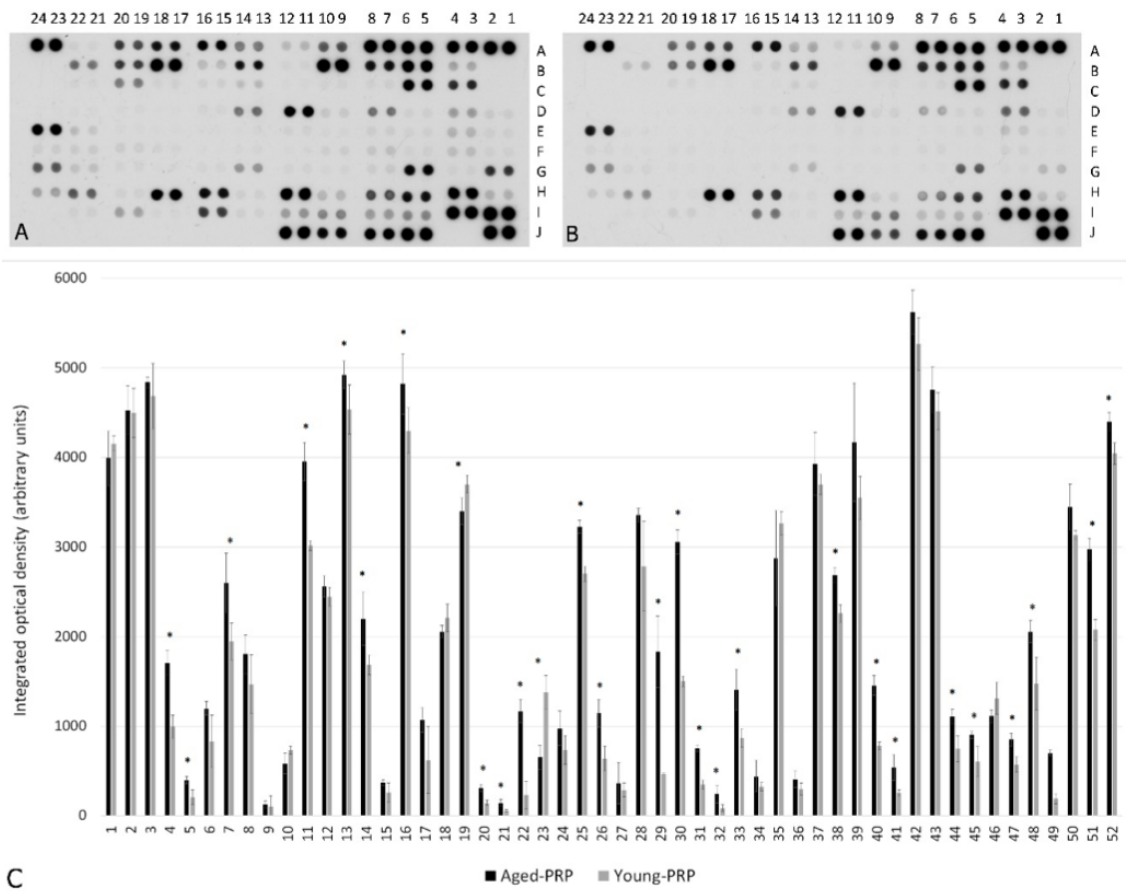 24 23 22 21 20 19 18 17 16 15 14 13 12 11 10 9 8 7 6 5 4 3 2 1
A
B
C
D
E
F
G
H
I
J
A
24 23 22 21 20 19 18 17 16 15 14 13 12 11 10 9 8 7 6 5 4 3 2 1
A
B
C
D
E
F
G
H
I
J
B
Integrated optical density (arbitrary units)
6000
5000
4000
3000
2000
1000
0
* * * * * * * * * * * * * * * * * * * * * * * * * * *
1 2 3 4 5 6 7 8 9 10 11 12 13 14 15 16 17 18 19 20 21 22 23 24 25 26 27 28 29 30 31 32 33 34 35 36 37 38 39 40 41 42 43 44 45 46 47 48 49 50 51 52
C
Aged-PRP Young-PRP